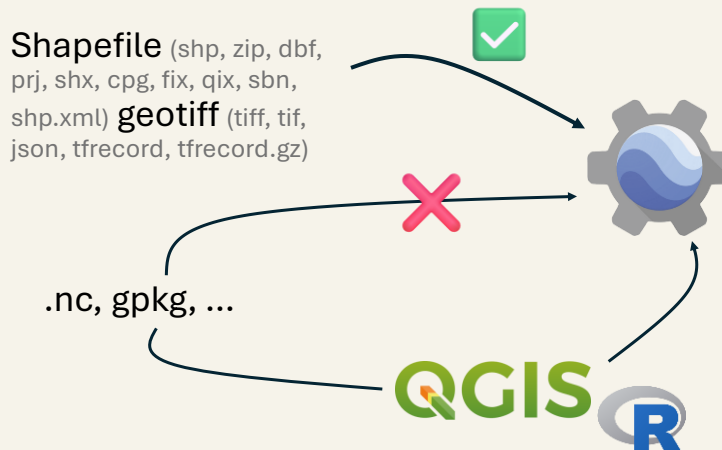 Shapefile (shp, zip, dbf,
prj, shx, cpg, fix, qix, sbn,
shp.xml) geotiff (tiff, tif,
json, tfrecord, tfrecord.gz)
.nc, gpkg, ...
QGIS
R